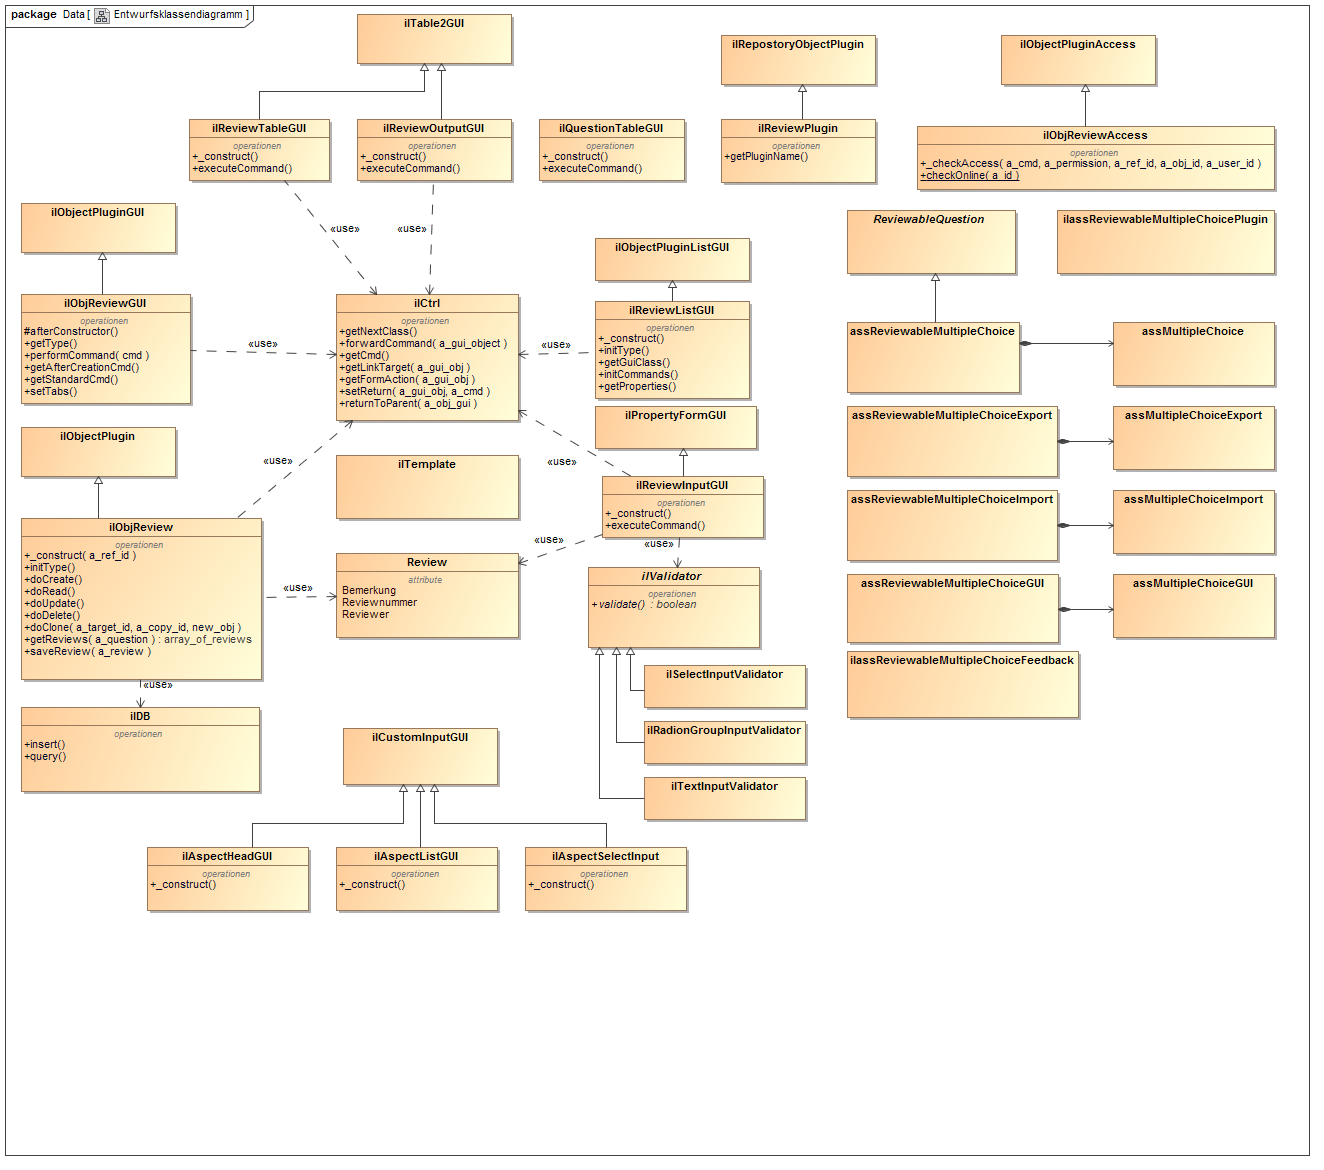 package Data [ Entwurfsklassendiagramm ]
ilTable2GUI
ilRepostoryObjectPlugin
ilObjectPluginAccess
ilReviewTableGUI
operationen
+_construct()
+executeCommand()
ilReviewOutputGUI
operationen
+_construct()
+executeCommand()
ilQuestionTableGUI
operationen
+_construct()
+executeCommand()
ilReviewPlugin
operationen
+getPluginName()
ilObjReviewAccess
operationen
+_checkAccess( a_cmd, a_permission, a_ref_id, a_obj_id, a_user_id )
+checkOnline( a_id )
«use»
«use»
ilObjectPluginGUI
ilObjectPluginListGUI
ReviewableQuestion
ilassReviewableMultipleChoicePlugin
ilObjReviewGUI
operationen
#afterConstructor()
+getType()
+performCommand( cmd )
+getAfterCreationCmd()
+getStandardCmd()
+setTabs()
«use»
ilCtrl
operationen
+getNextClass()
+forwardCommand( a_gui_object )
+getCmd()
+getLinkTarget( a_gui_obj )
+getFormAction( a_gui_obj )
+setReturn( a_gui_obj, a_cmd )
+returnToParent( a_obj_gui )
«use»
ilReviewListGUI
operationen
+_construct()
+initType()
+getGuiClass()
+initCommands()
+getProperties()
assReviewableMultipleChoice
assMultipleChoice
ilPropertyFormGUI
assReviewableMultipleChoiceExport
assMultipleChoiceExport
ilObjectPlugin
«use»
ilTemplate
«use»
ilReviewInputGUI
operationen
+_construct()
+executeCommand()
assReviewableMultipleChoiceImport
assMultipleChoiceImport
ilObjReview
operationen
+_construct( a_ref_id )
+initType()
+doCreate()
+doRead()
+doUpdate()
+doDelete()
+doClone( a_target_id, a_copy_id, new_obj )
+getReviews( a_question ) : array_of_reviews
+saveReview( a_review )
«use»
Review
attribute
Bemerkung
Reviewnummer
Reviewer
«use»
«use»
ilValidator
operationen
+validate() : boolean
assReviewableMultipleChoiceGUI
assMultipleChoiceGUI
ilassReviewableMultipleChoiceFeedback
«use»
ilDB
operationen
+insert()
+query()
ilSelectInputValidator
ilRadionGroupInputValidator
ilTextInputValidator
ilCustomInputGUI
ilAspectHeadGUI
operationen
+_construct()
ilAspectListGUI
operationen
+_construct()
ilAspectSelectInput
operationen
+_construct()